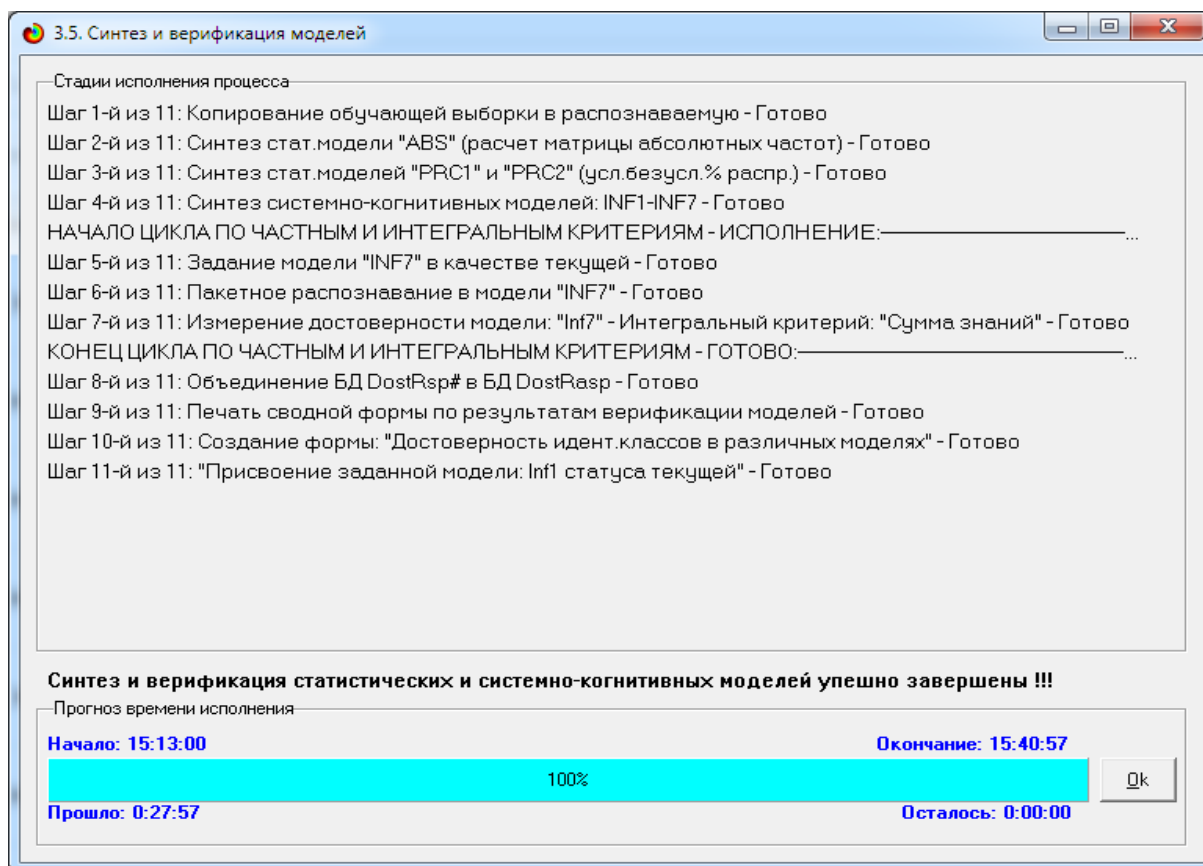 3.5. Синтез и верификация моделей
Стадии исполнения процесса
Шаг 1-й из 11: Копирование обучающей выборки в распознаваемую - Готово
Шаг 2-й из 11: Синтез стат.модели "ABS" (расчет матрицы абсолютных частот) - Готово
Шаг 3-й из 11: Синтез стат.моделей "PRC1" и "PRC2" (усл.безусл.% распр.) - Готово
Шаг 4-й из 11: Синтез системно-когнитивных моделей: INF1-INF7 - Готово
НАЧАЛО ЦИКЛА ПО ЧАСТНЫМ И ИНТЕГРАЛЬНЫМ КРИТЕРИЯМ - ИСПОЛНЕНИЕ:——————————...
Шаг 5-й из 11: Задание модели "INF7" в качестве текущей - Готово
Шаг 6-й из 11: Пакетное распознавание в модели "INF7" - Готово
Шаг 7-й из 11: Измерение достоверности модели: "Inf7" - Интегральный критерий: "Сумма знаний" - Готово
КОНЕЦ ЦИКЛА ПО ЧАСТНЫМ И ИНТЕГРАЛЬНЫМ КРИТЕРИЯМ - ГОТОВО:——————————————...
Шаг 8-й из 11: Объединение БД DostRsp# в БД DostRasp - Готово
Шаг 9-й из 11: Печать сводной формы по результатам верификации моделей - Готово
Шаг 10-й из 11: Создание формы: "Достоверность идент.классов в различных моделях" - Готово
Шаг 11-й из 11: "Присвоение заданной модели: Inf1 статуса текущей" - Готово
Синтез и верификация статистических и системно-когнитивных моделей упешно завершены !!!
Прогноз времени исполнения
Начало: 15:13:00 Окончание: 15:40:57
100% Ok
Прошло: 0:27:57 Осталось: 0:00:00